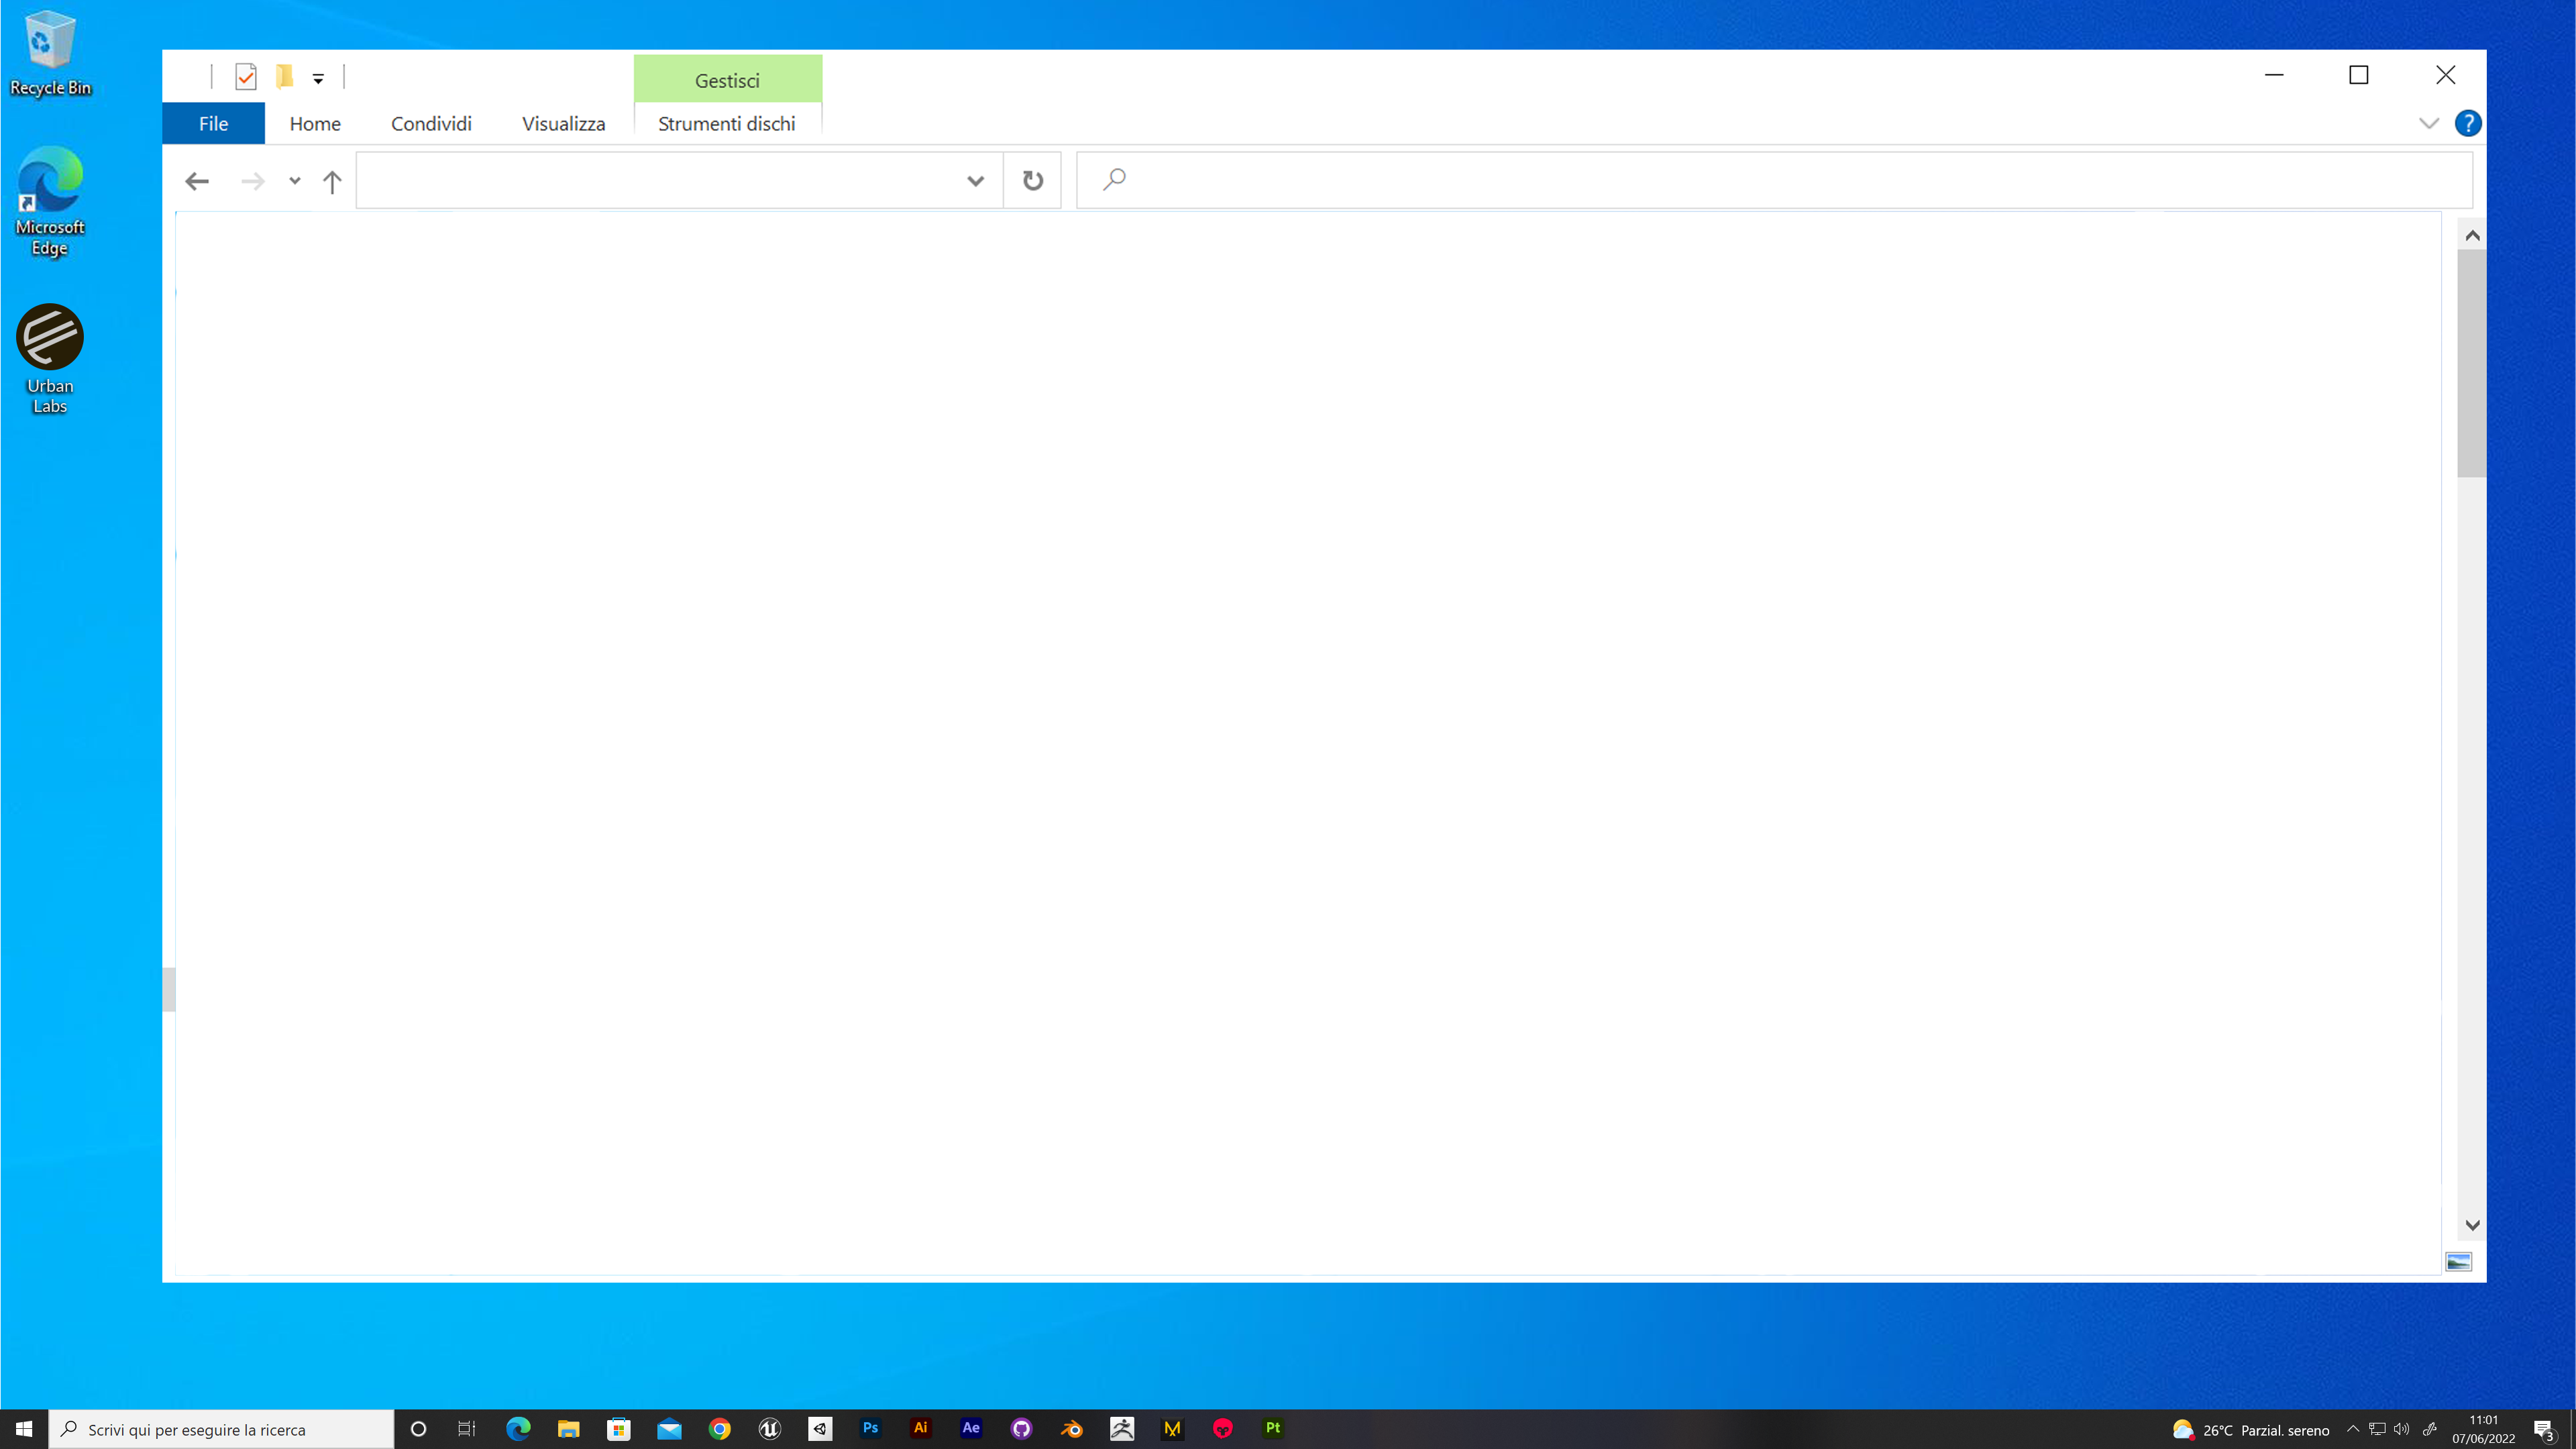 Recycle Bin
Gestisci
File Home Condividi Visualizza Strumenti dischi
?
Microsoft
Edge
Urban
Labs
Scrivi qui per eseguire la ricerca
Ps
Ai
Ae
Pt
26°C Parzial. sereno
11:01
07/06/2022
3